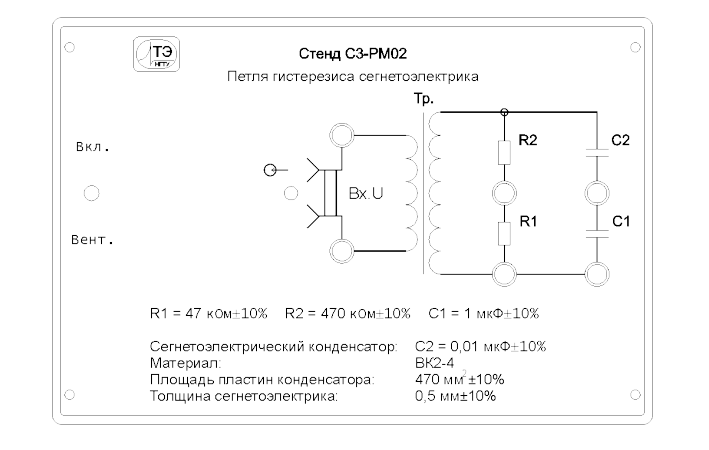 ТЭ
НГТУ
Стенд С3-РМ02
Петля гистерезиса сегнетоэлектрика
Тр.
Вкл.
R2
C2
Вх.U
R1
C1
Вент.
R1 = 47 кОм±10% R2 = 470 кОм±10% C1 = 1 мкФ±10%
Сегнетоэлектрический конденсатор: C2 = 0,01 мкФ±10%
Материал: ВК2-4
Площадь пластин конденсатора: 470 мм²±10%
Толщина сегнетоэлектрика: 0,5 мм±10%